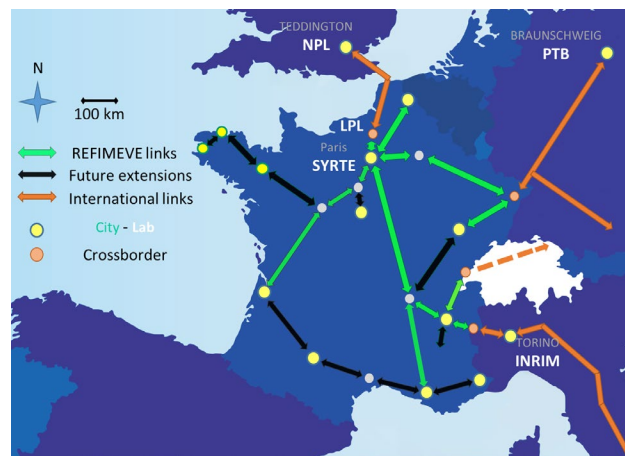 TEDDINGTON
NPL
BRAUNSCHWEIG
PTB
N
100 km
LPL
Paris
SYRTE
REFIMEVE links
Future extensions
International links
City - Lab
Crossborder
TORINO
INRIM